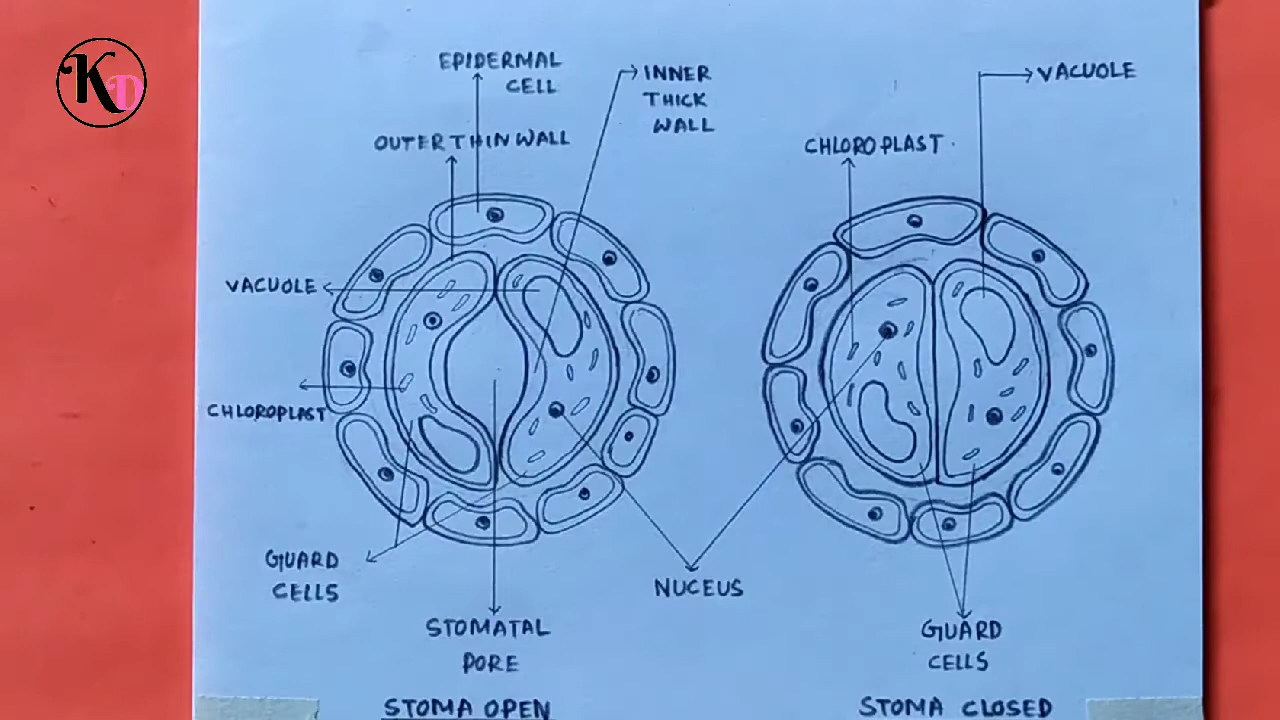 KD
EPIDERMAL
CELL
INNER
THICK
WALL
VACUOLE
OUTER THIN WALL
CHLOROPLAST
VACUOLE
CHLOROPLAST
GUARD
CELLS
NUCEUS
STOMATAL
PORE
GUARD
CELLS
STOMA OPEN
STOMA CLOSED